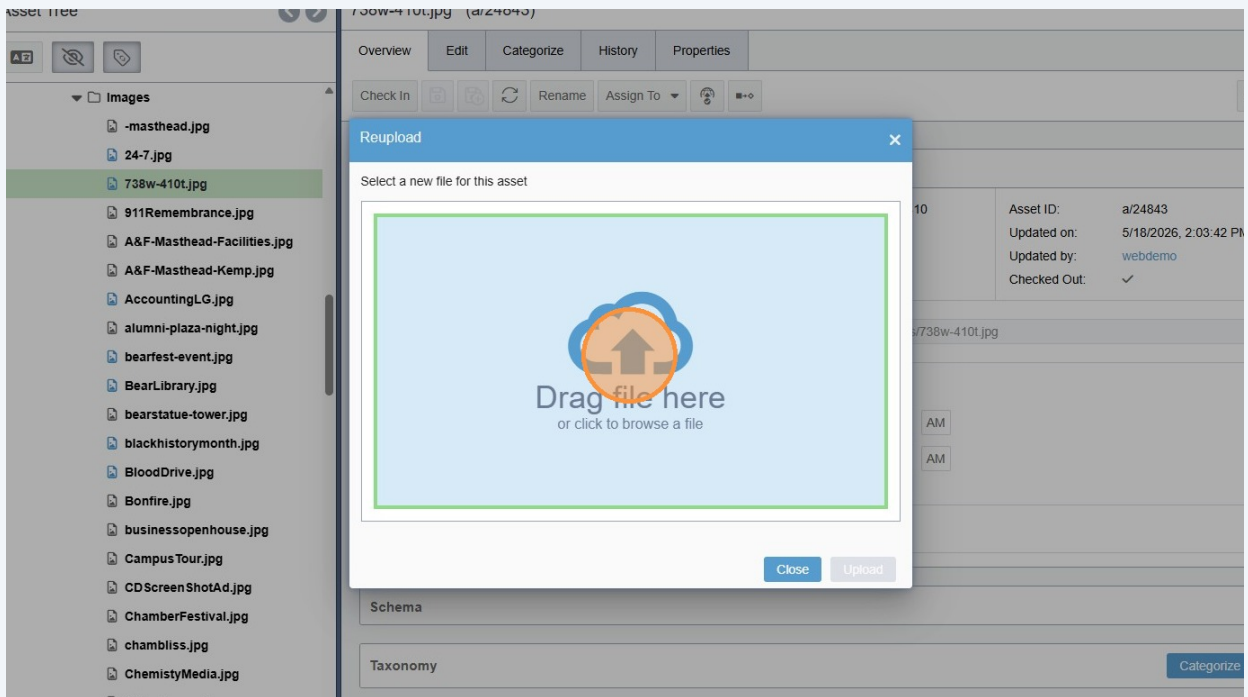 Asset Tree
Images
-masthead.jpg
24-7.jpg
738w-410t.jpg
911Remembrance.jpg
A&F-Masthead-Facilities.jpg
A&F-Masthead-Kemp.jpg
AccountingLG.jpg
alumni-plaza-night.jpg
bearfest-event.jpg
BearLibrary.jpg
bearstatue-tower.jpg
blackhistorymonth.jpg
BloodDrive.jpg
Bonfire.jpg
businessopenhouse.jpg
CampusTour.jpg
CDScreenShotAd.jpg
ChamberFestival.jpg
chambliss.jpg
ChemistyMedia.jpg
738w-410t.jpg (a/24843)
Overview Edit Categorize History Properties
Check In Rename Assign To
Reupload
Select a new file for this asset
Drag file here
or click to browse a file
Close Upload
10
Asset ID: a/24843
Updated on: 5/18/2026, 2:03:42 PM
Updated by: webdemo
Checked Out:
s/738w-410t.jpg
AM
AM
Schema
Taxonomy
Categorize